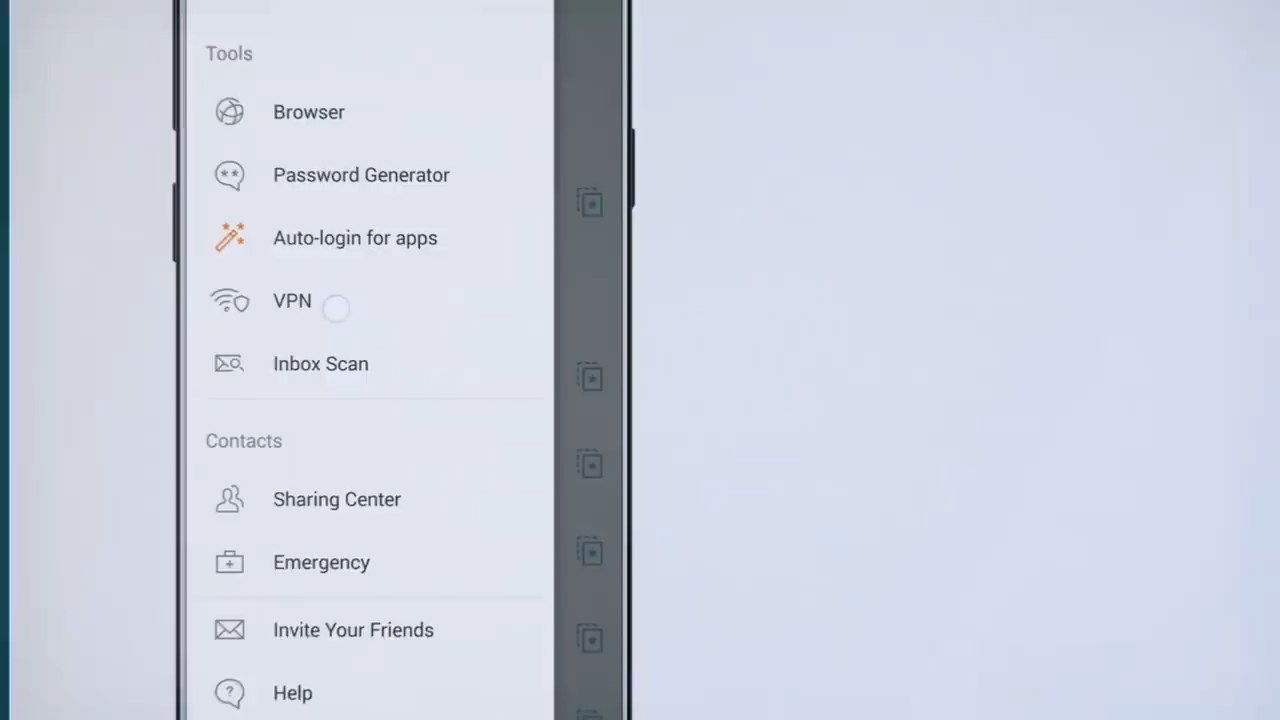 Tools
Browser
Password Generator
Auto-login for apps
VPN
Inbox Scan
Contacts
Sharing Center
Emergency
Invite Your Friends
Help